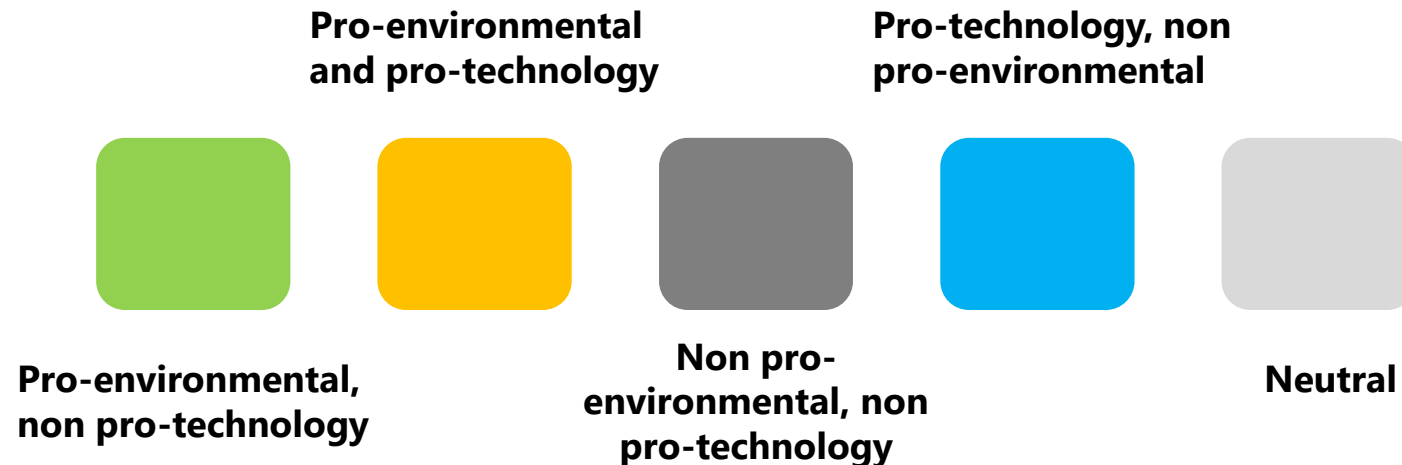 Pro-environmental
and pro-technology
Pro-technology, non
pro-environmental
Pro-environmental,
non pro-technology
Non pro-
environmental, non
pro-technology
Neutral